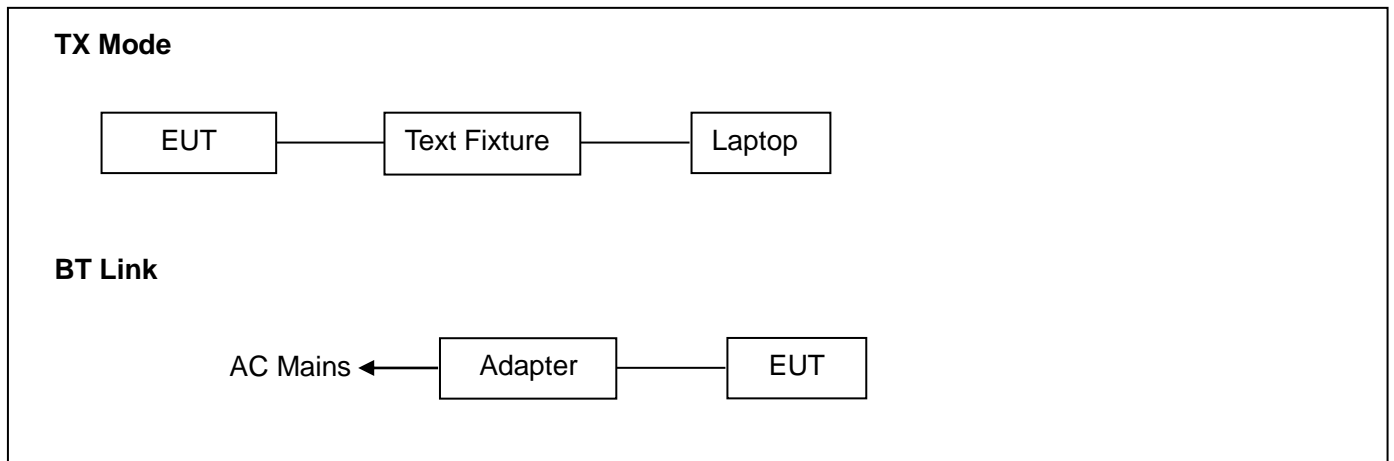 TX Mode
EUT Text Fixture Laptop
BT Link
AC Mains Adapter EUT